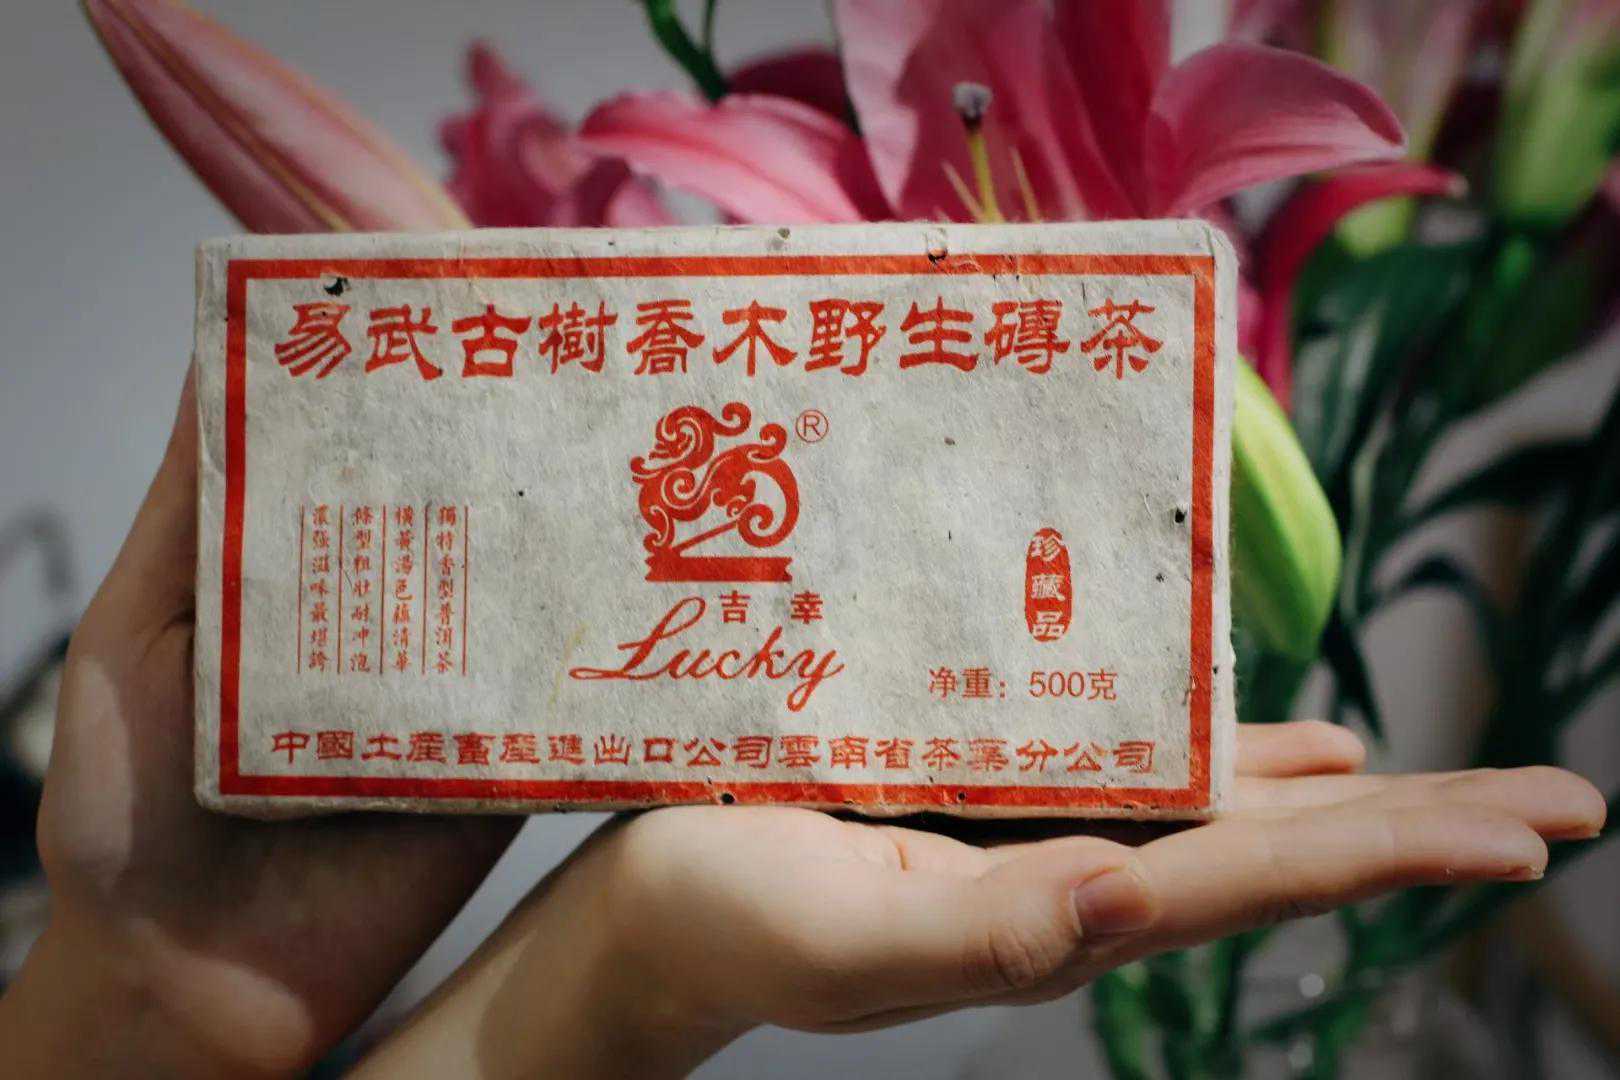 易武古樹喬木野生磚茶
®
獨特香型普洱茶
橫黃湯色蘊清華
條型粗壯耐冲泡
濃強滋味最堪誇
吉幸
Lucky
珍藏品
净重：500克
中國土産畜産進出口公司雲南省茶葉分公司